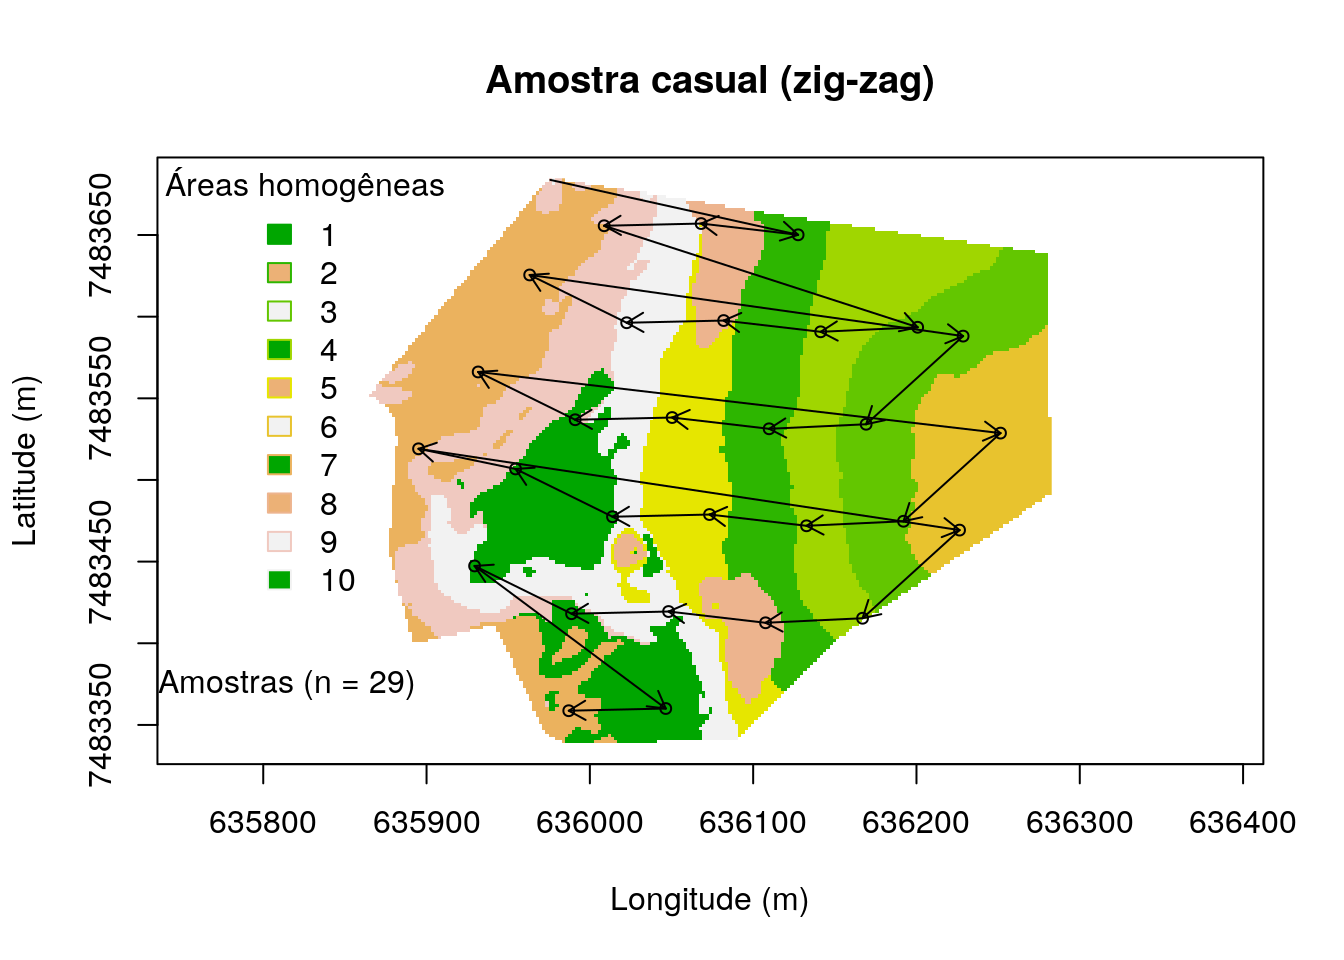 Amostra casual (zig-zag)
Áreas homogêneas
1
2
3
4
5
6
7
8
9
10
Amostras (n = 29)
Latitude (m)
7483650
7483550
7483450
7483350
635800 635900 636000 636100 636200 636300 636400
Longitude (m)